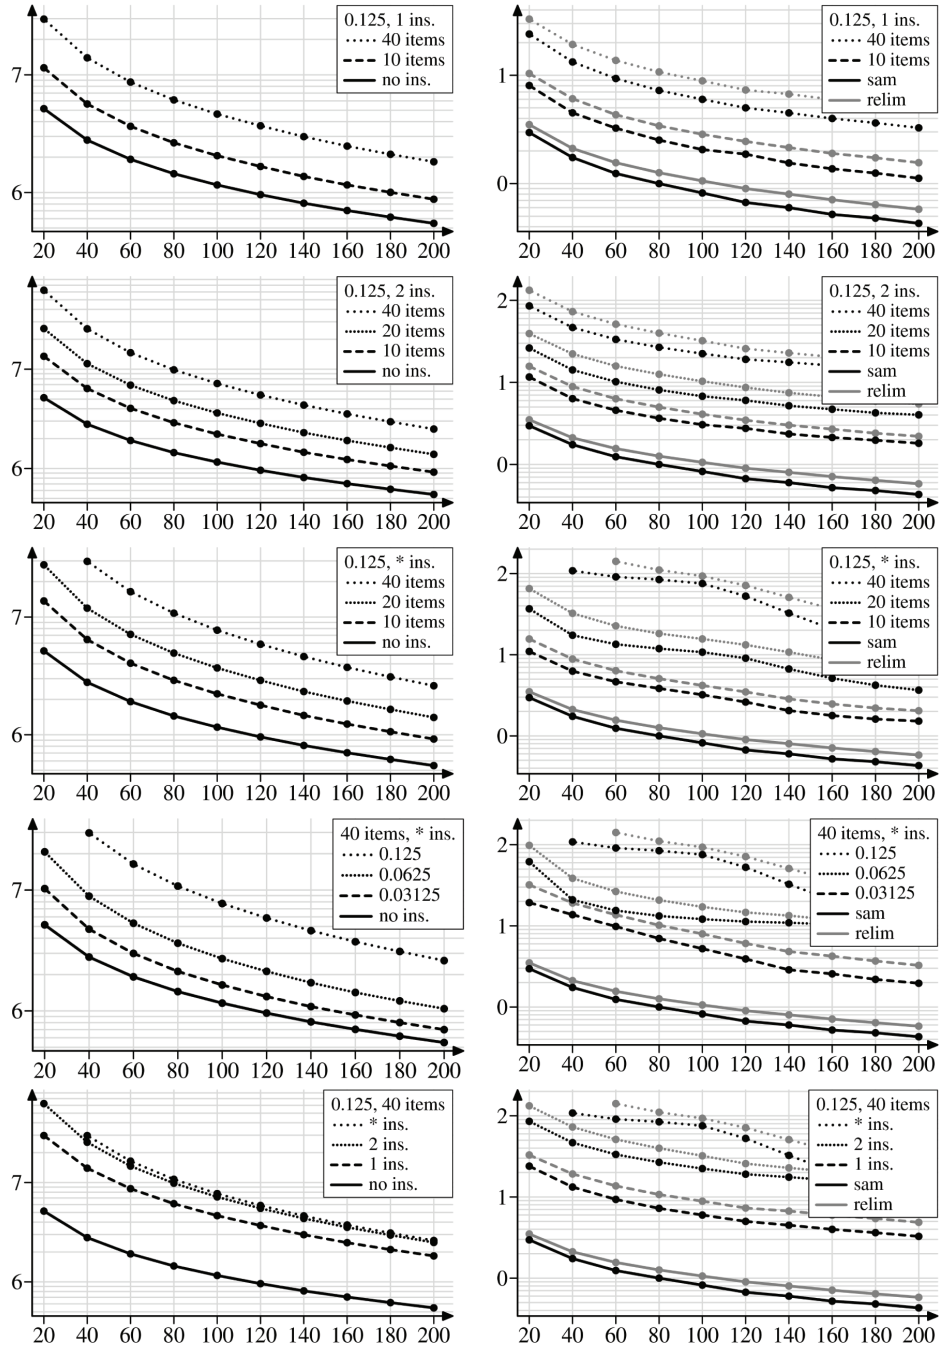 0.125, 1 ins.
40 items
10 items
no ins.
7
6
20 40 60 80 100 120 140 160 180 200
0.125, 1 ins.
40 items
10 items
sam
relim
1
0
20 40 60 80 100 120 140 160 180 200
0.125, 2 ins.
40 items
20 items
10 items
no ins.
7
6
20 40 60 80 100 120 140 160 180 200
0.125, 2 ins.
40 items
20 items
10 items
sam
relim
2
1
0
20 40 60 80 100 120 140 160 180 200
0.125, * ins.
40 items
20 items
10 items
no ins.
7
6
20 40 60 80 100 120 140 160 180 200
0.125, * ins.
40 items
20 items
10 items
sam
relim
2
1
0
20 40 60 80 100 120 140 160 180 200
40 items, * ins.
0.125
0.0625
0.03125
no ins.
7
6
20 40 60 80 100 120 140 160 180 200
40 items, * ins.
0.125
0.0625
0.03125
sam
relim
2
1
0
20 40 60 80 100 120 140 160 180 200
0.125, 40 items
* ins.
2 ins.
1 ins.
no ins.
7
6
20 40 60 80 100 120 140 160 180 200
0.125, 40 items
* ins.
2 ins.
1 ins.
sam
relim
2
1
0
20 40 60 80 100 120 140 160 180 200